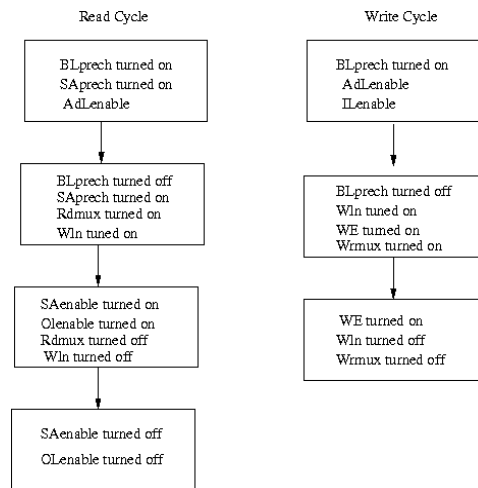 Read Cycle
BLprech turned on
SAprech turned on
AdLenable
BLprech turned off
SAprech turned on
Rdmux turned on
Wln tuned on
SAenable turned on
Olenable turned on
Rdmux turned off
Wln turned off
SAenable turned off
OLenable turned off
Write Cycle
BLprech turned on
AdLenable
ILenable
BLprech turned off
Wln tuned on
WE turned on
Wrmux turned on
WE turned on
Wln turned off
Wrmux turned off